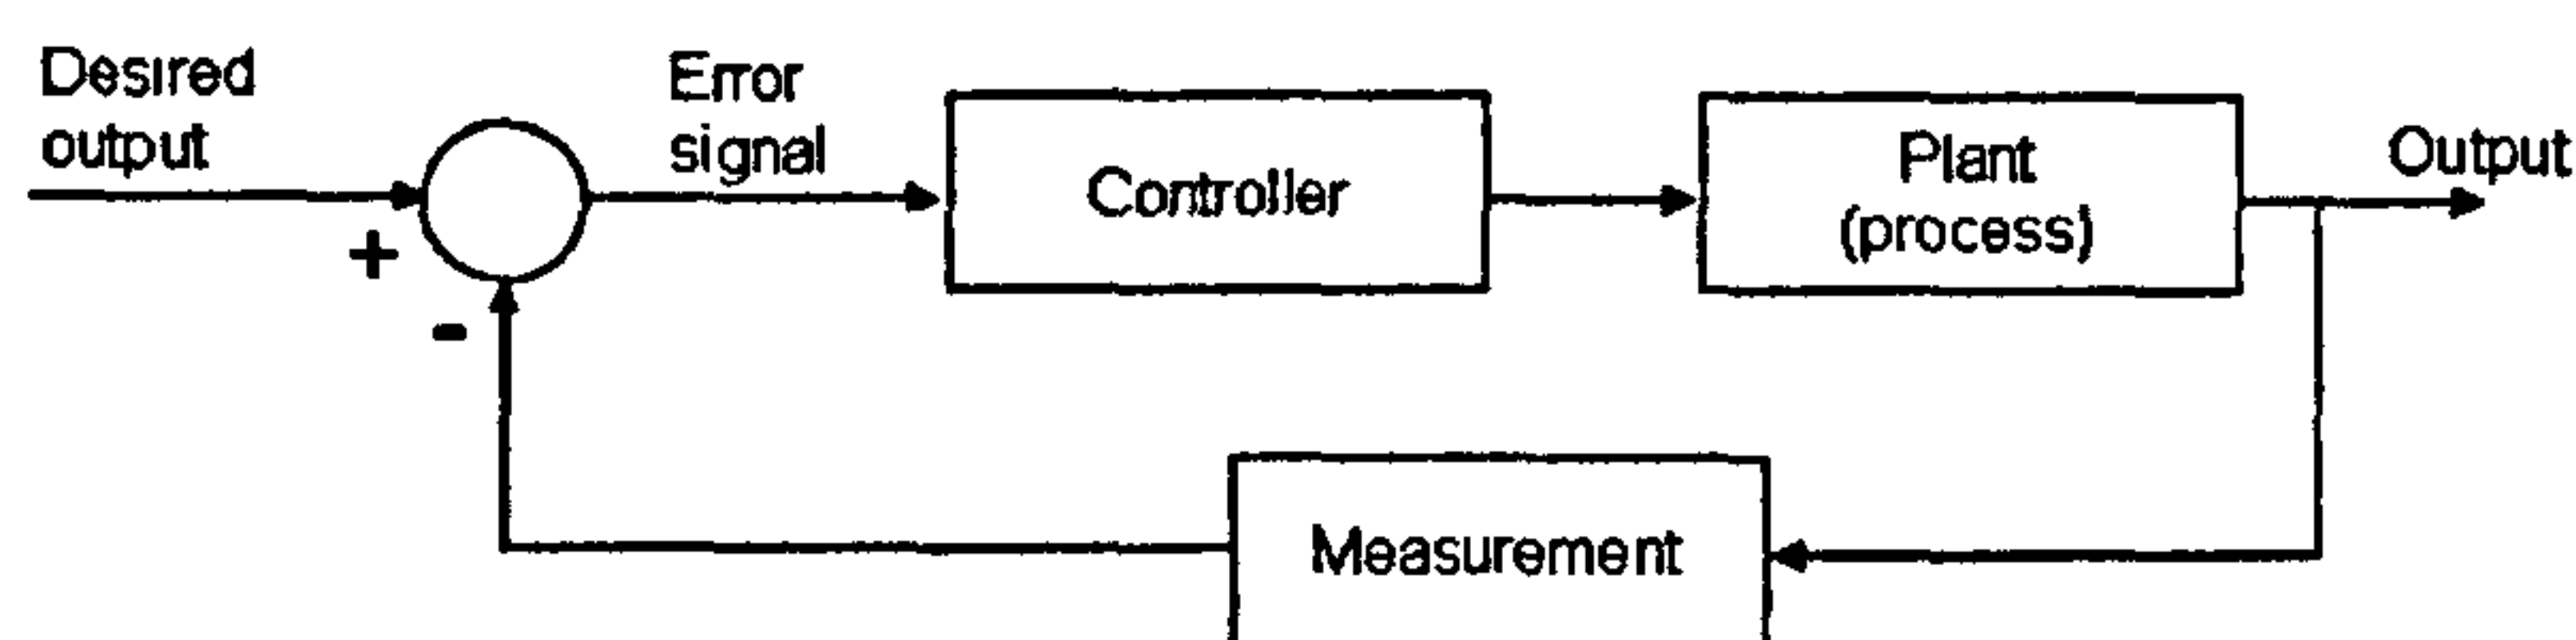 Desired
output
+
-
Error
signal
Controller
Plant
(process)
Output
Measurement